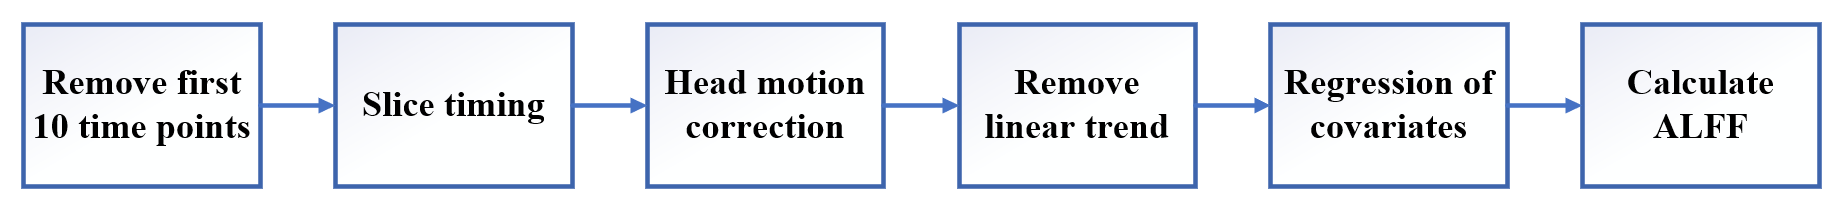 Remove first
10 time points
Slice timing
Head motion
correction
Remove
linear trend
Regression of
covariates
Calculate
ALFF